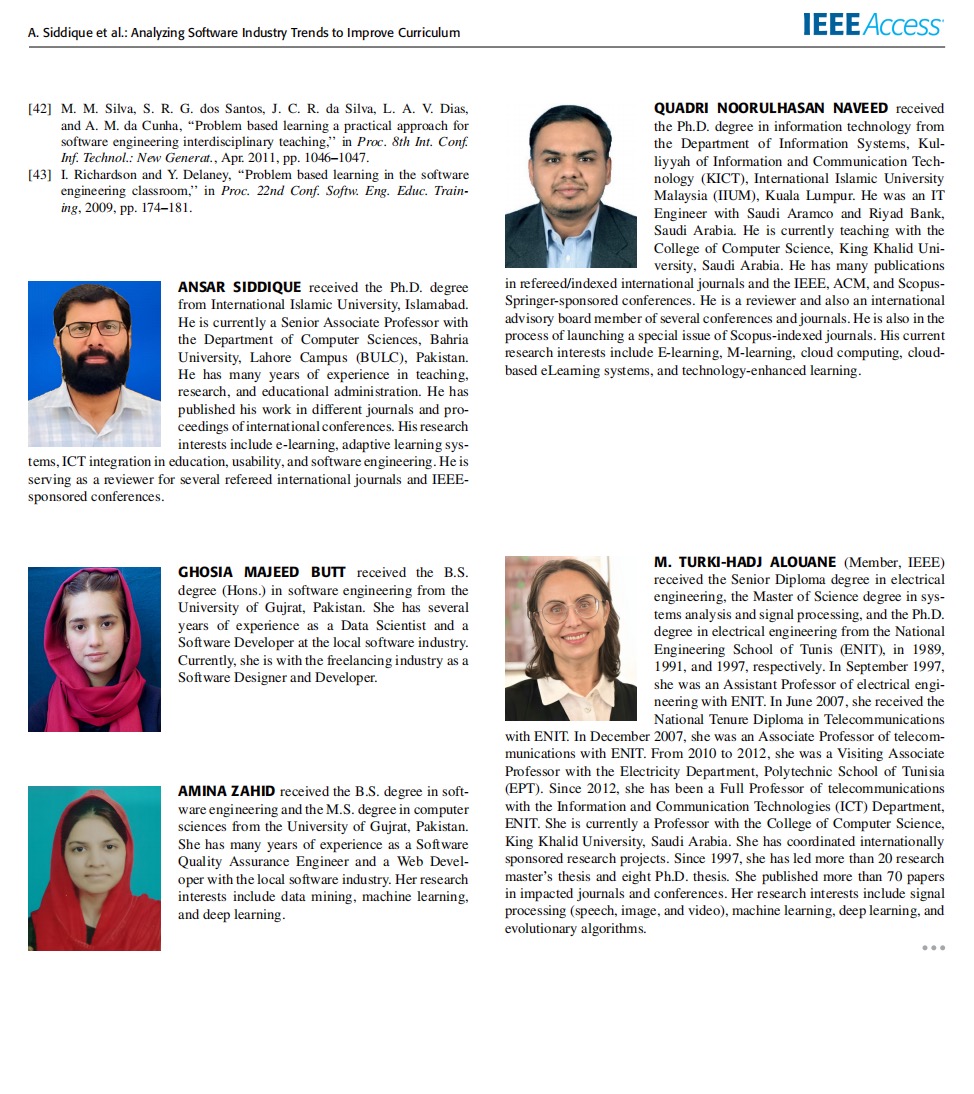 A. Siddique et al.: Analyzing Software Industry Trends to Improve Curriculum
IEEE Access
[42] M. M. Silva, S. R. G. dos Santos, J. C. R. da Silva, L. A. V. Dias,
and A. M. da Cunha, ‘‘Problem based learning a practical approach for
software engineering interdisciplinary teaching,’’ in Proc. 8th Int. Conf.
Inf. Technol.: New Generat., Apr. 2011, pp. 1046–1047.
[43] I. Richardson and Y. Delaney, ‘‘Problem based learning in the software
engineering classroom,’’ in Proc. 22nd Conf. Softw. Eng. Educ. Train-
ing, 2009, pp. 174–181.
ANSAR SIDDIQUE received the Ph.D. degree
from International Islamic University, Islamabad.
He is currently a Senior Associate Professor with
the Department of Computer Sciences, Bahria
University, Lahore Campus (BULC), Pakistan.
He has many years of experience in teaching,
research, and educational administration. He has
published his work in different journals and pro-
ceedings of international conferences. His research
interests include e-learning, adaptive learning sys-
tems, ICT integration in education, usability, and software engineering. He is
serving as a reviewer for several refereed international journals and IEEE-
sponsored conferences.
GHOSIA MAJEED BUTT received the B.S.
degree (Hons.) in software engineering from the
University of Gujrat, Pakistan. She has several
years of experience as a Data Scientist and a
Software Developer at the local software industry.
Currently, she is with the freelancing industry as a
Software Designer and Developer.
AMINA ZAHID received the B.S. degree in soft-
ware engineering and the M.S. degree in computer
sciences from the University of Gujrat, Pakistan.
She has many years of experience as a Software
Quality Assurance Engineer and a Web Devel-
oper with the local software industry. Her research
interests include data mining, machine learning,
and deep learning.
QUADRI NOORULHASAN NAVEED received
the Ph.D. degree in information technology from
the Department of Information Systems, Kul-
liyyah of Information and Communication Tech-
nology (KICT), International Islamic University
Malaysia (IIUM), Kuala Lumpur. He was an IT
Engineer with Saudi Aramco and Riyad Bank,
Saudi Arabia. He is currently teaching with the
College of Computer Science, King Khalid Uni-
versity, Saudi Arabia. He has many publications
in refereed/indexed international journals and the IEEE, ACM, and Scopus-
Springer-sponsored conferences. He is a reviewer and also an international
advisory board member of several conferences and journals. He is also in the
process of launching a special issue of Scopus-indexed journals. His current
research interests include E-learning, M-learning, cloud computing, cloud-
based eLearning systems, and technology-enhanced learning.
M. TURKI-HADJ ALOUANE (Member, IEEE)
received the Senior Diploma degree in electrical
engineering, the Master of Science degree in sys-
tems analysis and signal processing, and the Ph.D.
degree in electrical engineering from the National
Engineering School of Tunis (ENIT), in 1989,
1991, and 1997, respectively. In September 1997,
she was an Assistant Professor of electrical engi-
neering with ENIT. In June 2007, she received the
National Tenure Diploma in Telecommunications
with ENIT. In December 2007, she was an Associate Professor of telecom-
munications with ENIT. From 2010 to 2012, she was a Visiting Associate
Professor with the Electricity Department, Polytechnic School of Tunisia
(EPT). Since 2012, she has been a Full Professor of telecommunications
with the Information and Communication Technologies (ICT) Department,
ENIT. She is currently a Professor with the College of Computer Science,
King Khalid University, Saudi Arabia. She has coordinated internationally
sponsored research projects. Since 1997, she has led more than 20 research
master’s thesis and eight Ph.D. thesis. She published more than 70 papers
in impacted journals and conferences. Her research interests include signal
processing (speech, image, and video), machine learning, deep learning, and
evolutionary algorithms.